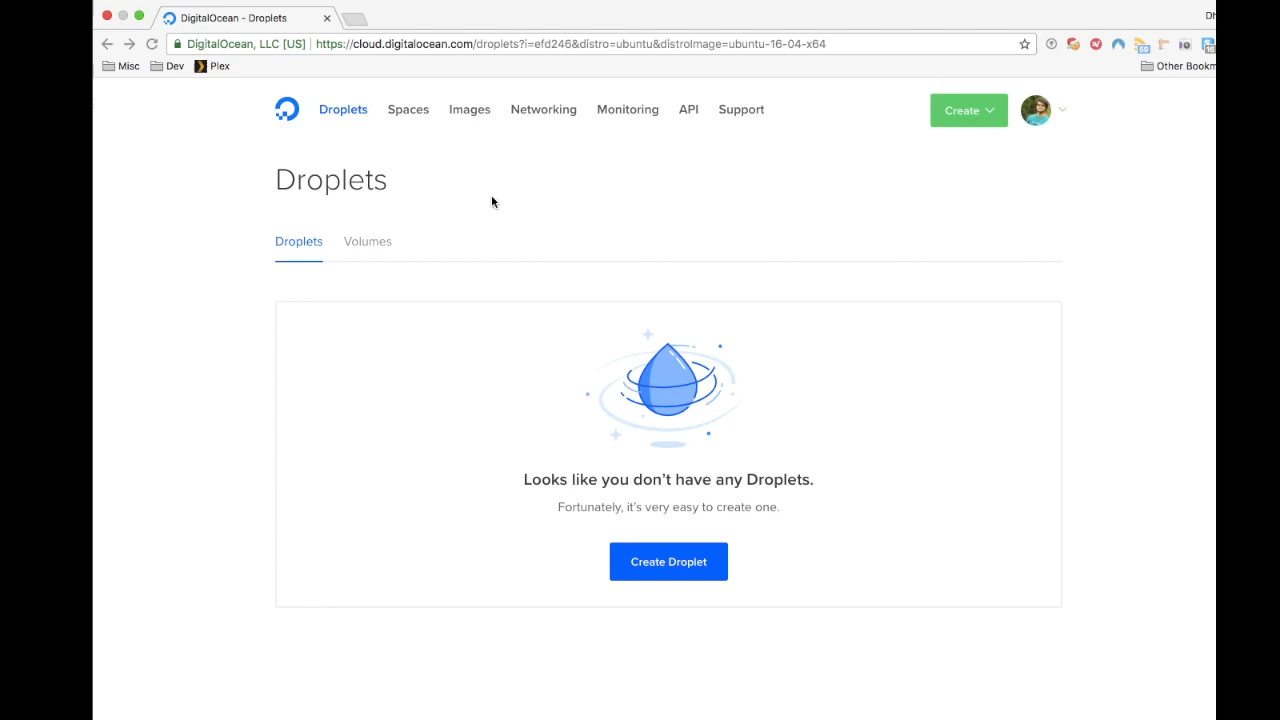 DigitalOcean - Droplets
DigitalOcean, LLC [US] https://cloud.digitalocean.com/droplets?i=efd246&distro=ubuntu&distroImage=ubuntu-16-04-x64
Misc Dev Plex Other Bookm
Droplets Spaces Images Networking Monitoring API Support Create
Droplets
Droplets Volumes
Looks like you don't have any Droplets.
Fortunately, it's very easy to create one.
Create Droplet